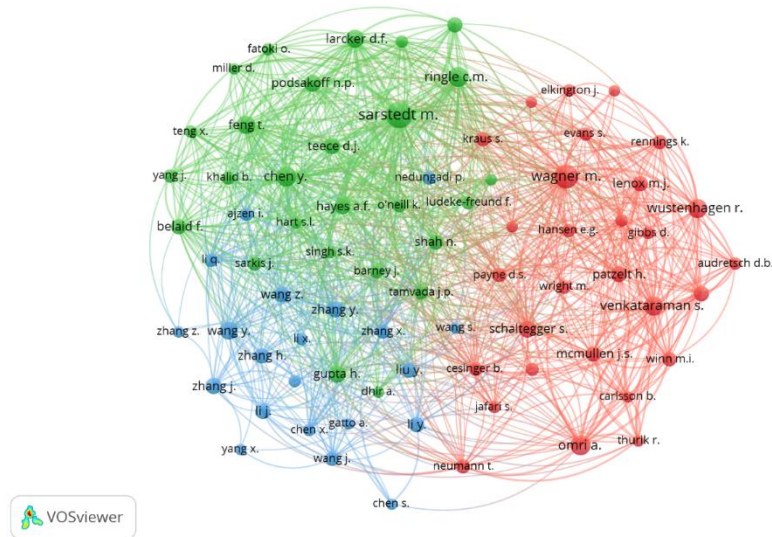 larcker d.f.
fatoki o.
miller d.
podsakoff n.p.
ringle c.m.
elkington j.
sarstedt m.
teng x.
feng t.
kraus s.
evans s.
rennings k.
teece d.j.
yang j.
khalid b.
chen y.
nedungadi p.
wagner m.
lenox m.j.
ajzen i.
hayes a.f.
o'neill k.
ludeke-freund f.
wustenhagen r.
belaid f.
hart s.l.
hansen e.g.
gibbs d.
shah n.
singh s.k.
li q.
sarkis j.
barney j.
audretsch d.b.
payne d.s.
patzelt h.
wright m.
tamvada j.p.
wang z.
zhang y.
venkataraman s.
zhang z.
wang y.
zhang x.
wang s.
schaltegger s.
li x.
zhang h.
mcmullen j.s.
winn m.i.
cesinger b.
liu y.
gupta h.
zhang j.
dhir a.
carlsson b.
jafari s.
li j.
gatto a.
li y.
chen x.
thurik r.
omri a.
yang x.
wang j.
neumann t.
chen s.
VOSviewer